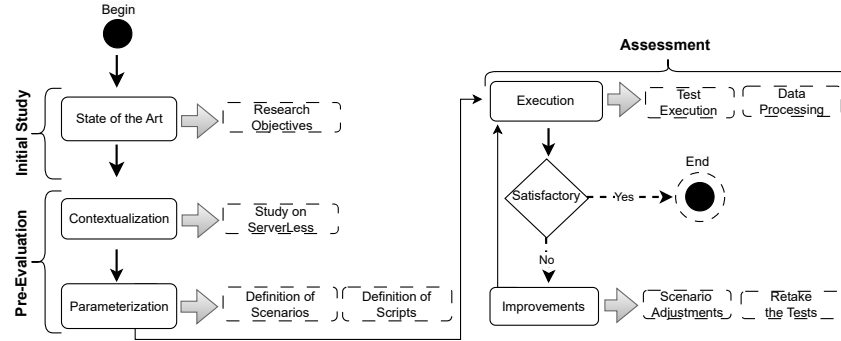 Begin
Initial Study
State of the Art
Research
Objectives
Pre-Evaluation
Contextualization
Study on
ServerLess
Parameterization
Definition of
Scenarios
Definition of
Scripts
Assessment
Execution
Test
Execution
Data
Processing
Satisfactory
Yes
End
No
Improvements
Scenario
Adjustments
Retake
the Tests